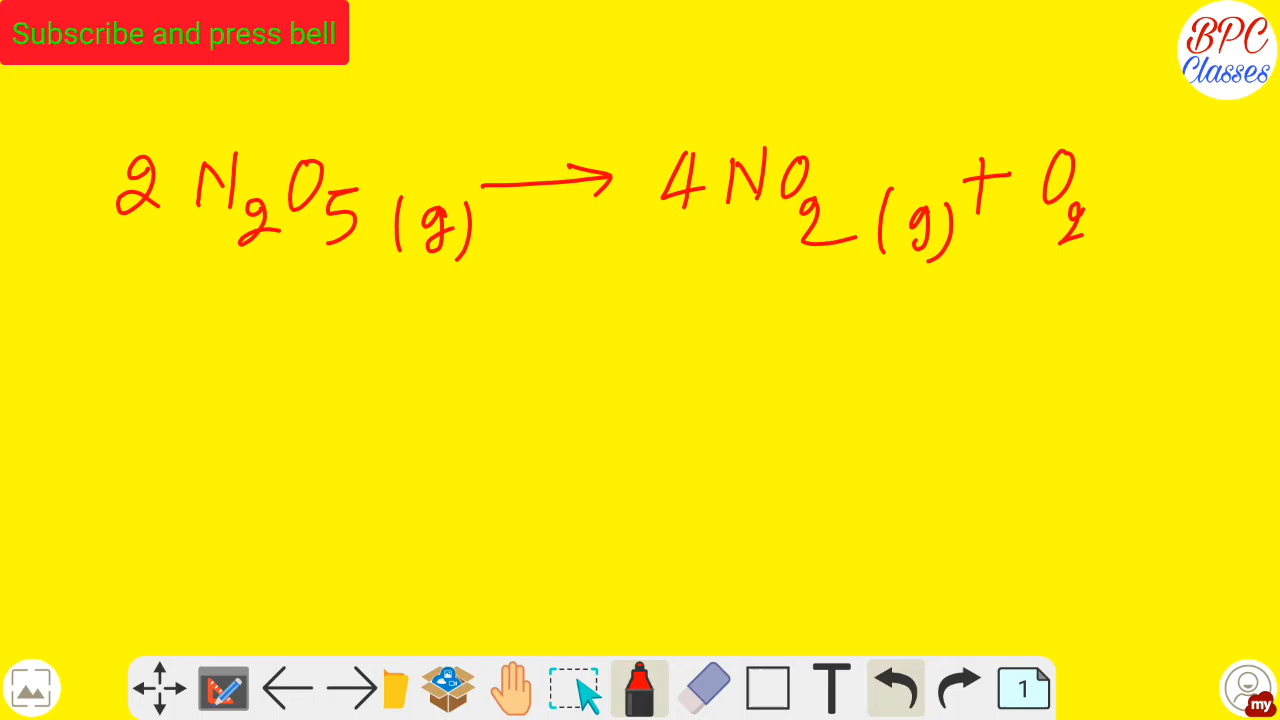 Subscribe and press bell
BPC
Classes
2 N₂O₅ (g) → 4 NO₂ (g) + O₂
T
1
my